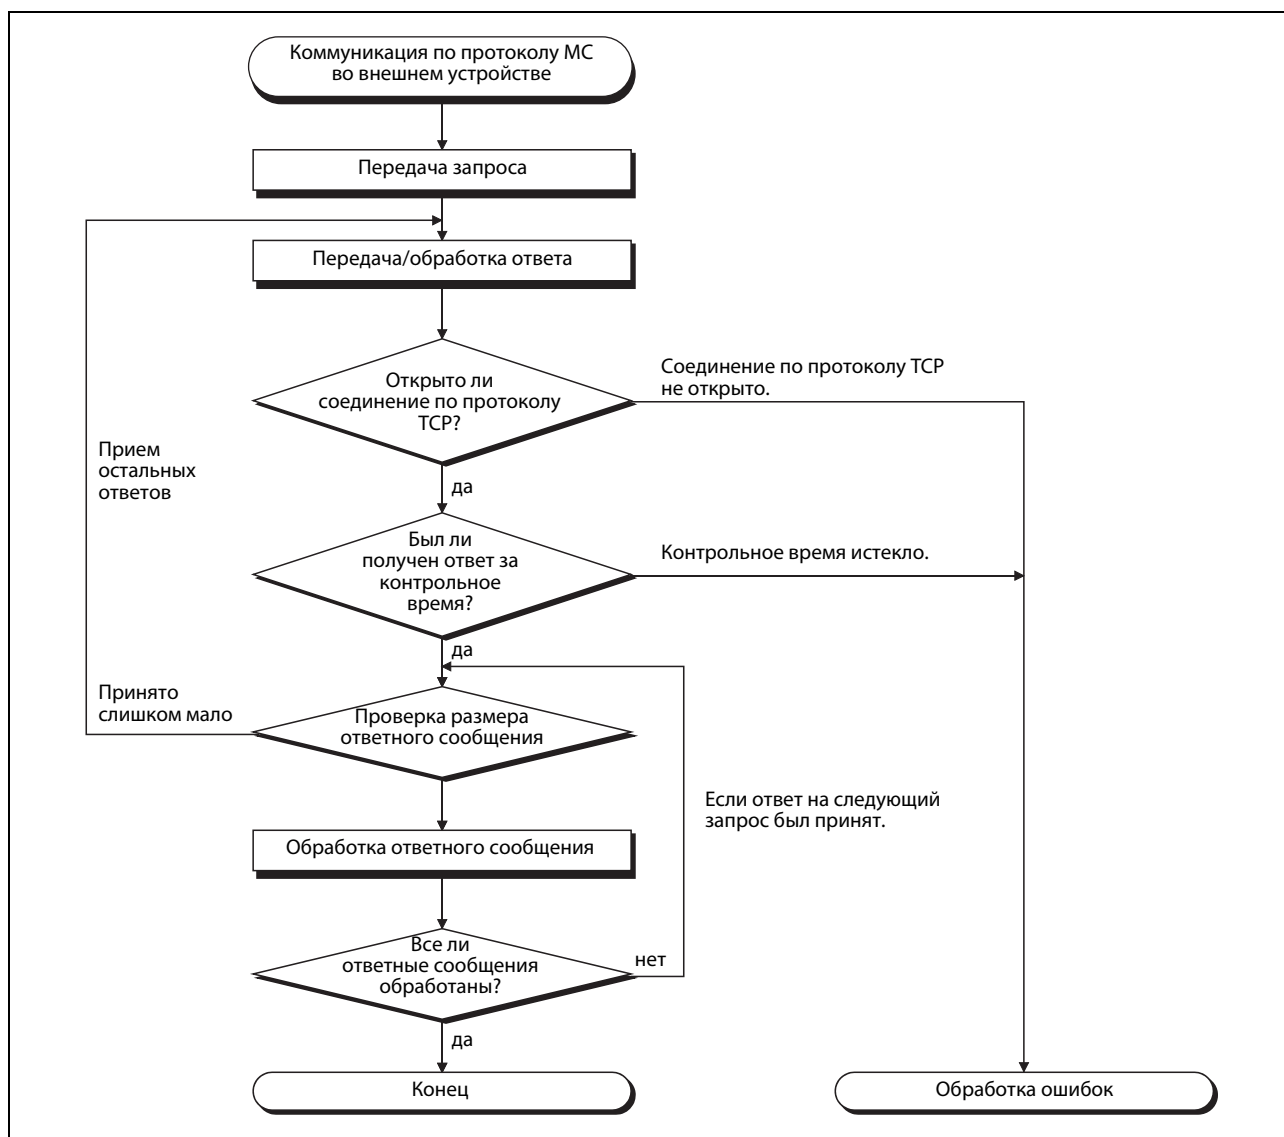 Коммуникация по протоколу MC
во внешнем устройстве
Передача запроса
Передача/обработка ответа
Открыто ли
соединение по протоколу
TCP?
Соединение по протоколу TCP
не открыто.
Прием
остальных
ответов
да
Был ли
получен ответ за
контрольное
время?
Контрольное время истекло.
да
Принято
слишком мало
Проверка размера
ответного сообщения
Если ответ на следующий
запрос был принят.
Обработка ответного сообщения
Все ли
ответные сообщения
обработаны?
нет
да
Конец
Обработка ошибок